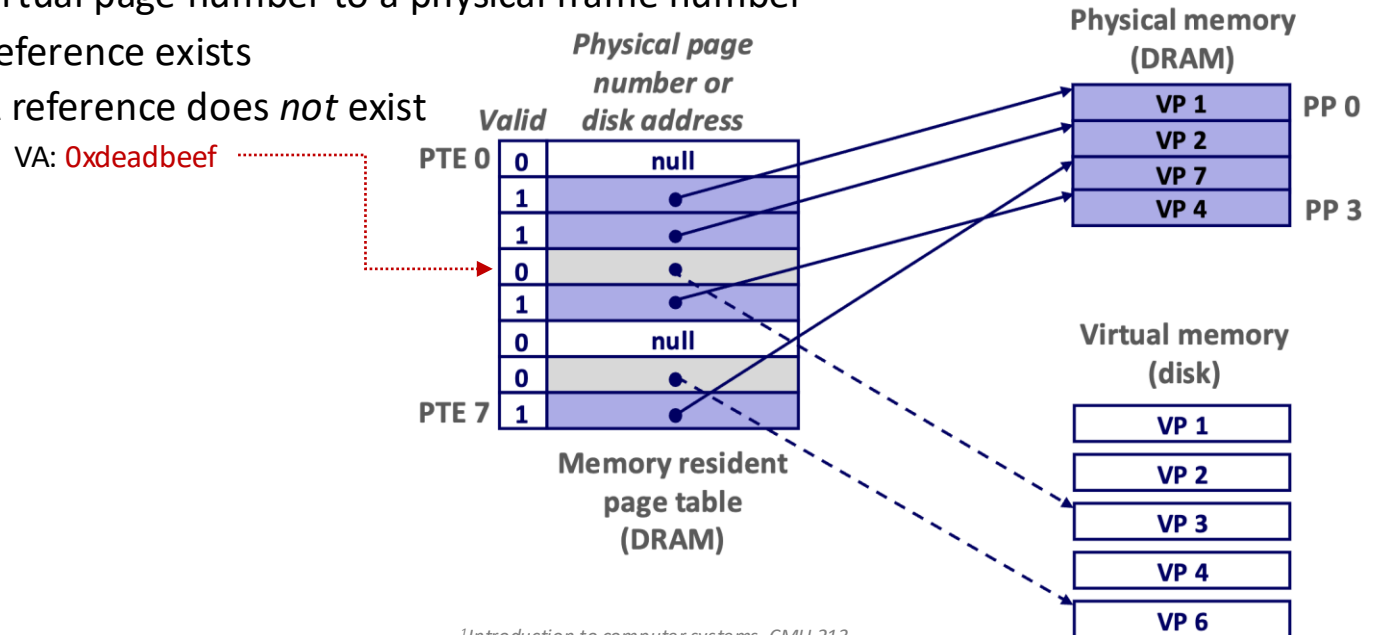 irtual page number to a physical frame number
eference exists
reference does not exist
VA: 0xdeadbeef
Physical page
number or
disk address
Valid
PTE 0
0 null
1
1
0
1
0 null
0
PTE 7 1
Memory resident
page table
(DRAM)
Physical memory
(DRAM)
VP 1 PP 0
VP 2
VP 7
VP 4 PP 3
Virtual memory
(disk)
VP 1
VP 2
VP 3
VP 4
VP 6